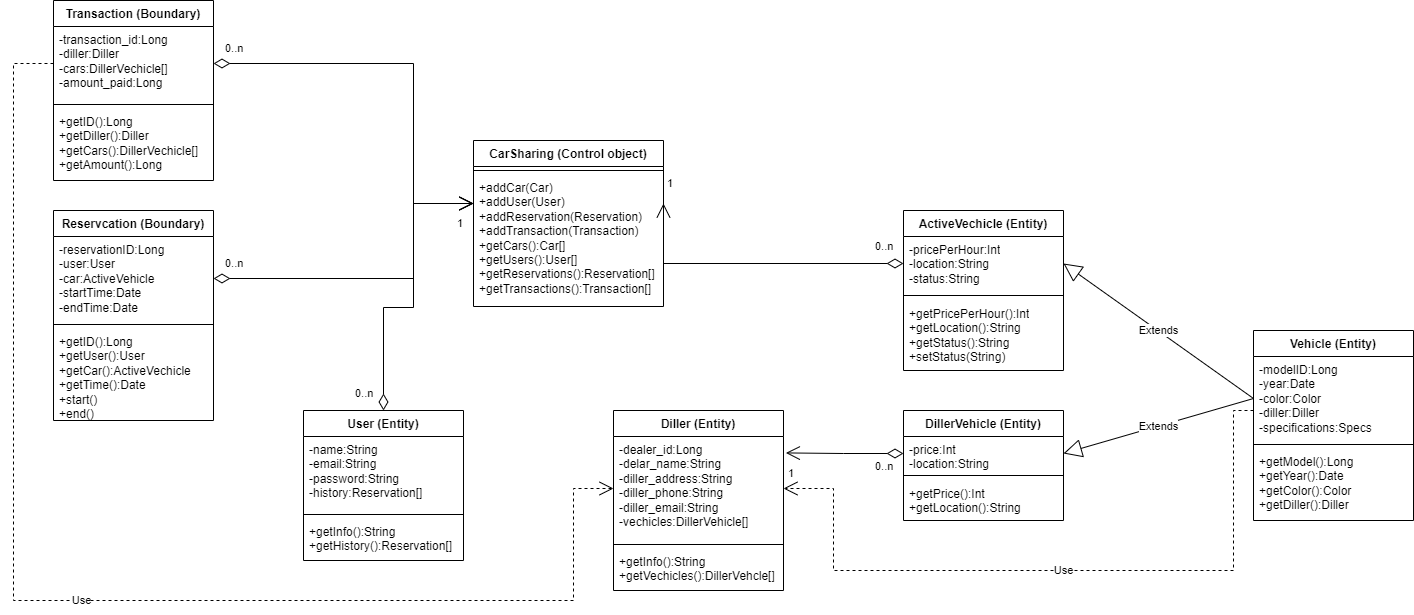 Transaction (Boundary)
-transaction_id:Long
-diller:Diller
-cars:DillerVechicle[]
-amount_paid:Long
+getID():Long
+getDiller():Diller
+getCars():DillerVechicle[]
+getAmount():Long
0..n
Reservcation (Boundary)
-reservationID:Long
-user:User
-car:ActiveVehicle
-startTime:Date
-endTime:Date
+getID():Long
+getUser():User
+getCar():ActiveVechicle
+getTime():Date
+start()
+end()
0..n
CarSharing (Control object)
+addCar(Car)
+addUser(User)
+addReservation(Reservation)
+addTransaction(Transaction)
+getCars():Car[]
+getUsers():User[]
+getReservations():Reservation[]
+getTransactions():Transaction[]
1
1
ActiveVechicle (Entity)
-pricePerHour:Int
-location:String
-status:String
+getPricePerHour():Int
+getLocation():String
+getStatus():String
+setStatus(String)
0..n
Extends
Vehicle (Entity)
-modelID:Long
-year:Date
-color:Color
-diller:Diller
-specifications:Specs
+getModel():Long
+getYear():Date
+getColor():Color
+getDiller():Diller
Extends
0..n
User (Entity)
-name:String
-email:String
-password:String
-history:Reservation[]
+getInfo():String
+getHistory():Reservation[]
Diller (Entity)
-dealer_id:Long
-delar_name:String
-diller_address:String
-diller_phone:String
-diller_email:String
-vechicles:DillerVehicle[]
+getInfo():String
+getVechicles():DillerVehcle[]
1
0..n
DillerVehicle (Entity)
-price:Int
-location:String
+getPrice():Int
+getLocation():String
Use
Use